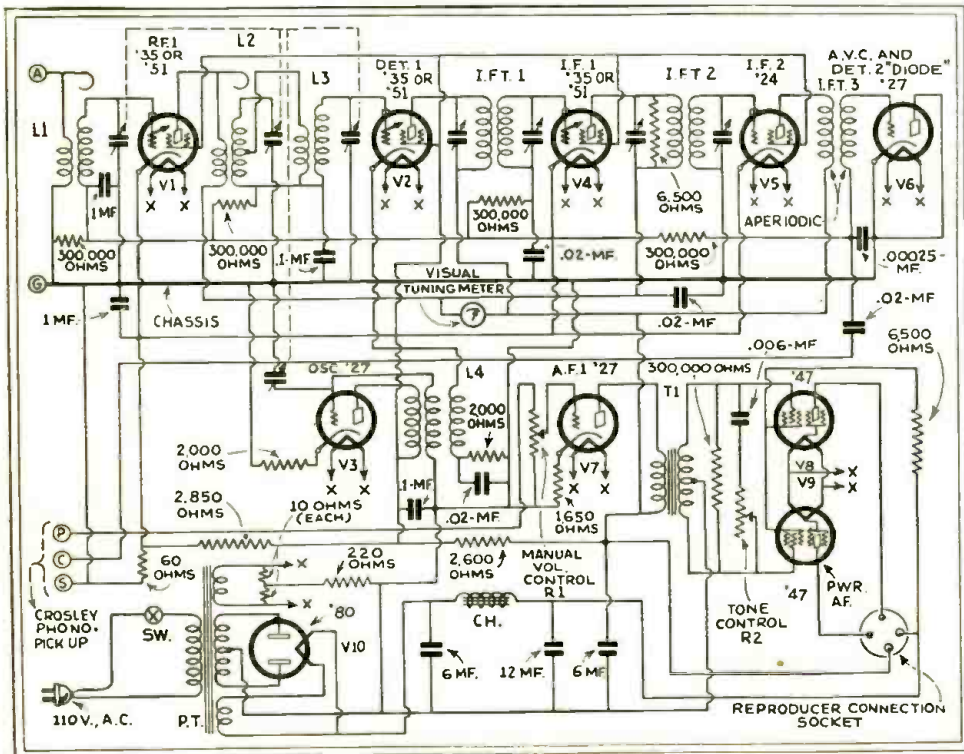 R.F.1
'35 OR
'51
L2
L3
DET. 1
'35 OR
'51
I.F.T. 1
I.F. 1
'35 OR
'51
I.F.T 2
I.F. 2
'24
A.V.C. AND
DET. 2 "DIODE"
I.F.T. 3 '27
A
L1
V1
V2
V4
V5
V6
X X
X X
X X
X X
X X
1 MF.
6,500
OHMS
APERIODIC
300,000
OHMS
300,000
OHMS
.1-MF.
300,000
OHMS
.02-MF.
300,000
OHMS
.00025-
MF.
G
1 MF.
CHASSIS
VISUAL
TUNING METER
.02-MF
.02-MF
6,500
OHMS
.006-MF
300,000 OHMS
OSC '27
L4
A.F.1 '27
T1
'47
2,000
OHMS
V3
X X
2000
OHMS
V7
X X
V8
V9
X
X
2,850
OHMS
10 OHMS
(EACH)
.1-MF
.02-MF.
1,650
OHMS
P
C
S
60
OHMS
220
OHMS
2,600
OHMS
MANUAL
VOL. CONTROL
R1
TONE
CONTROL
R2
'47
PWR.
A.F.
X
X
CROSLEY
PHONO-
PICK UP
SW.
'80
V10
CH.
6 MF.
12 MF.
6 MF.
110 V., A.C.
P.T.
REPRODUCER CONNECTION
SOCKET